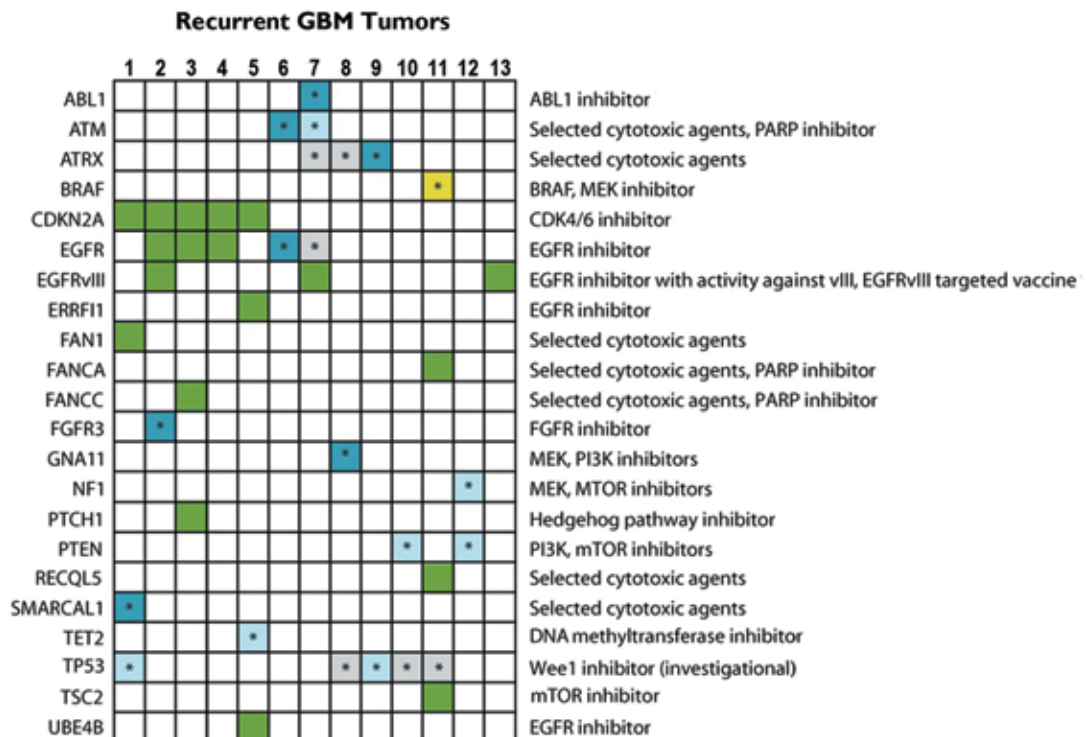 Recurrent GBM Tumors
1 2 3 4 5 6 7 8 9 10 11 12 13
ABL1 * ABL1 inhibitor
ATM * * Selected cytotoxic agents, PARP inhibitor
ATRX * * * Selected cytotoxic agents
BRAF * BRAF, MEK inhibitor
CDKN2A CDK4/6 inhibitor
EGFR * * EGFR inhibitor
EGFRvIII EGFR inhibitor with activity against vIII, EGFRvIII targeted vaccine
ERRFI1 EGFR inhibitor
FAN1 Selected cytotoxic agents
FANCA Selected cytotoxic agents, PARP inhibitor
FANCC Selected cytotoxic agents, PARP inhibitor
FGFR3 * FGFR inhibitor
GNA11 * MEK, PI3K inhibitors
NF1 * MEK, MTOR inhibitors
PTCH1 Hedgehog pathway inhibitor
PTEN * * PI3K, mTOR inhibitors
RECQL5 Selected cytotoxic agents
SMARCAL1 * Selected cytotoxic agents
TET2 * DNA methyltransferase inhibitor
TP53 * * * * * Wee1 inhibitor (investigational)
TSC2 mTOR inhibitor
UBE4B EGFR inhibitor